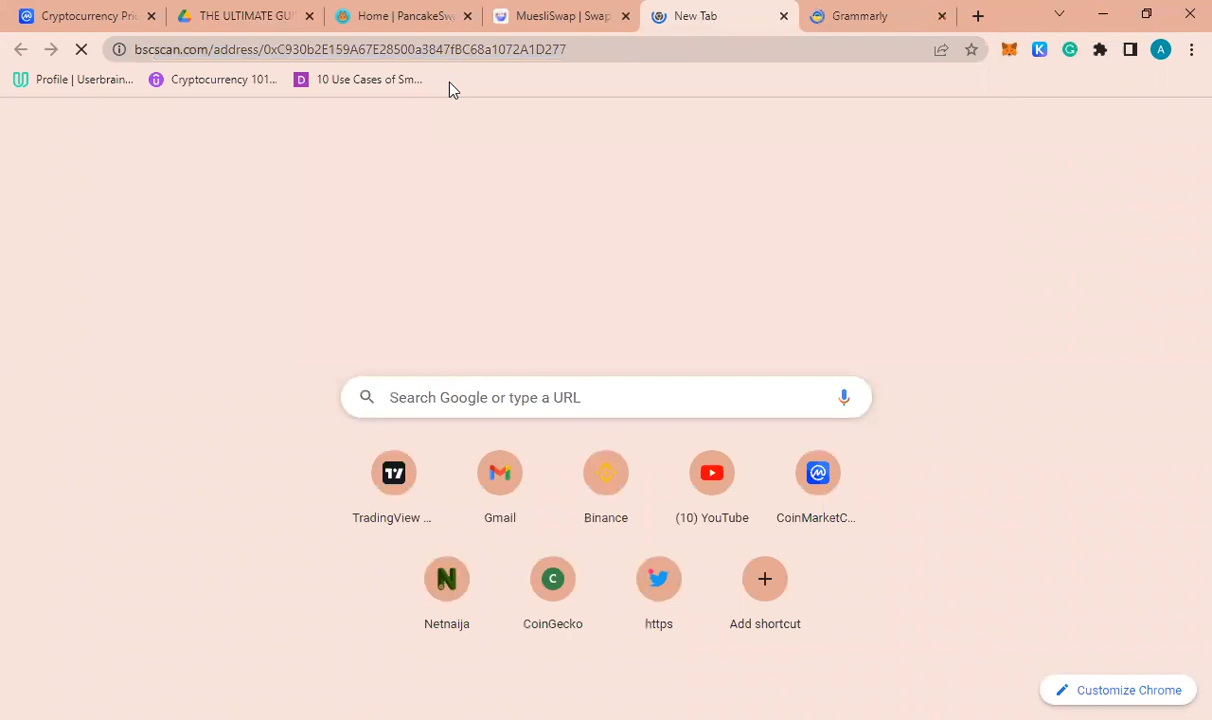 Cryptocurrency Pri
THE ULTIMATE GU
Home | PancakeSwa
MuesliSwap | Swap
New Tab
Grammarly
bscscan.com/address/0xC930b2E159A67E28500a3847fBC68a1072A1D277
A
Profile | Userbrain...
Cryptocurrency 101...
D 10 Use Cases of Sm...
Search Google or type a URL
TradingView ...
Gmail
Binance
(10) YouTube
CoinMarketC...
N
C
Netnaija
CoinGecko
https
Add shortcut
Customize Chrome